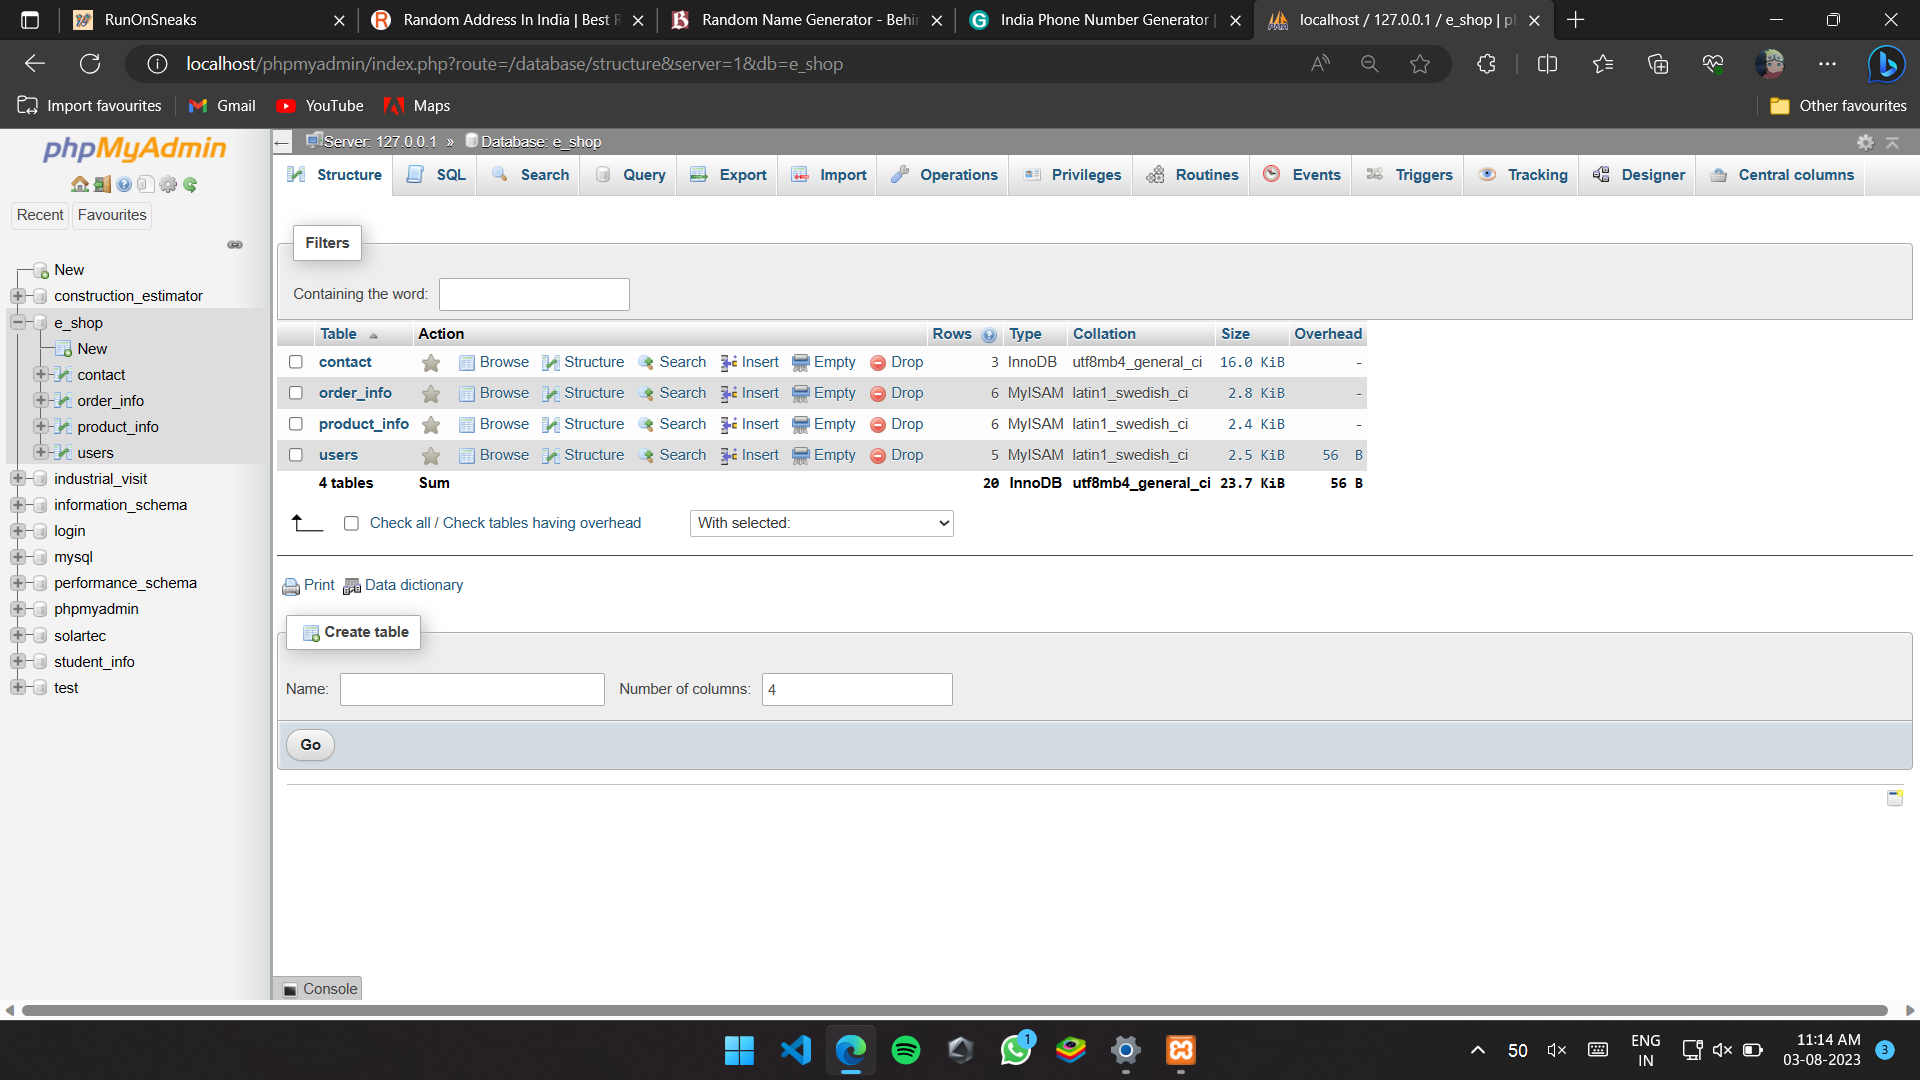 RunOnSneaks
Random Address In India | Best R
Random Name Generator - Behin
India Phone Number Generator |
localhost / 127.0.0.1 / e_shop | ph
localhost/phpmyadmin/index.php?route=/database/structure&server=1&db=e_shop
Import favourites
Gmail
YouTube
Maps
Other favourites
phpMyAdmin
Recent
Favourites
New
construction_estimator
e_shop
New
contact
order_info
product_info
users
industrial_visit
information_schema
login
mysql
performance_schema
phpmyadmin
solartec
student_info
test
Server: 127.0.0.1 » Database: e_shop
Structure SQL Search Query Export Import Operations Privileges Routines Events Triggers Tracking Designer Central columns
Filters
Containing the word:
Table Action Rows Type Collation Size Overhead
contact Browse Structure Search Insert Empty Drop 3 InnoDB utf8mb4_general_ci 16.0 KiB -
order_info Browse Structure Search Insert Empty Drop 6 MyISAM latin1_swedish_ci 2.8 KiB -
product_info Browse Structure Search Insert Empty Drop 6 MyISAM latin1_swedish_ci 2.4 KiB -
users Browse Structure Search Insert Empty Drop 5 MyISAM latin1_swedish_ci 2.5 KiB 56 B
4 tables Sum 20 InnoDB utf8mb4_general_ci 23.7 KiB 56 B
Check all / Check tables having overhead With selected:
Print Data dictionary
Create table
Name: Number of columns: 4
Go
Console
1
50
ENG
IN
11:14 AM
03-08-2023
3